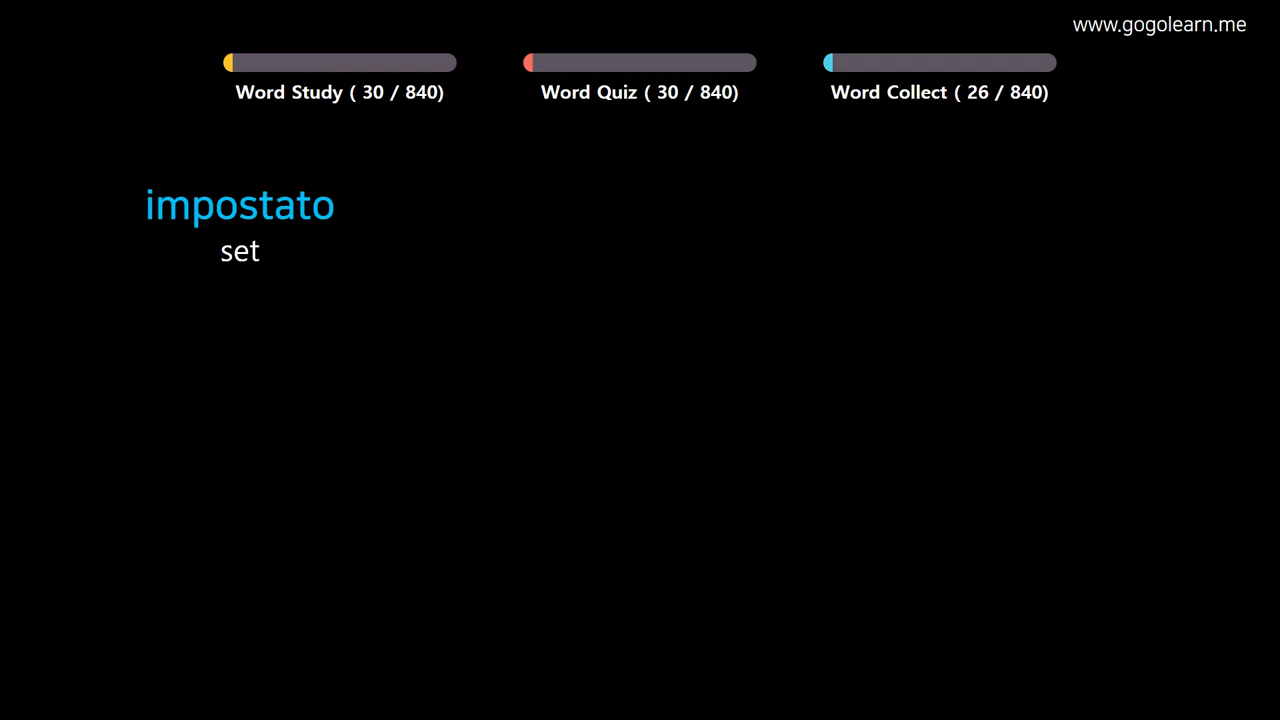 www.gogolearn.me
Word Study ( 30 / 840)
Word Quiz ( 30 / 840)
Word Collect ( 26 / 840)
impostato
set